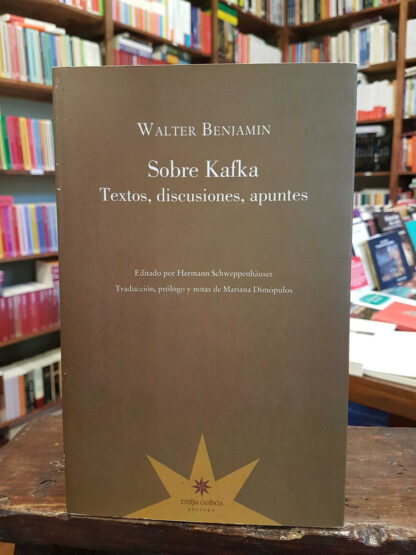 WALTER BENJAMIN
Sobre Kafka
Textos, discusiones, apuntes
Editado por Hermann Schweppenhäuser
Traducción, prólogo y notas de Mariana Dimópulos
ETERNA CADENCIA
EDITORA